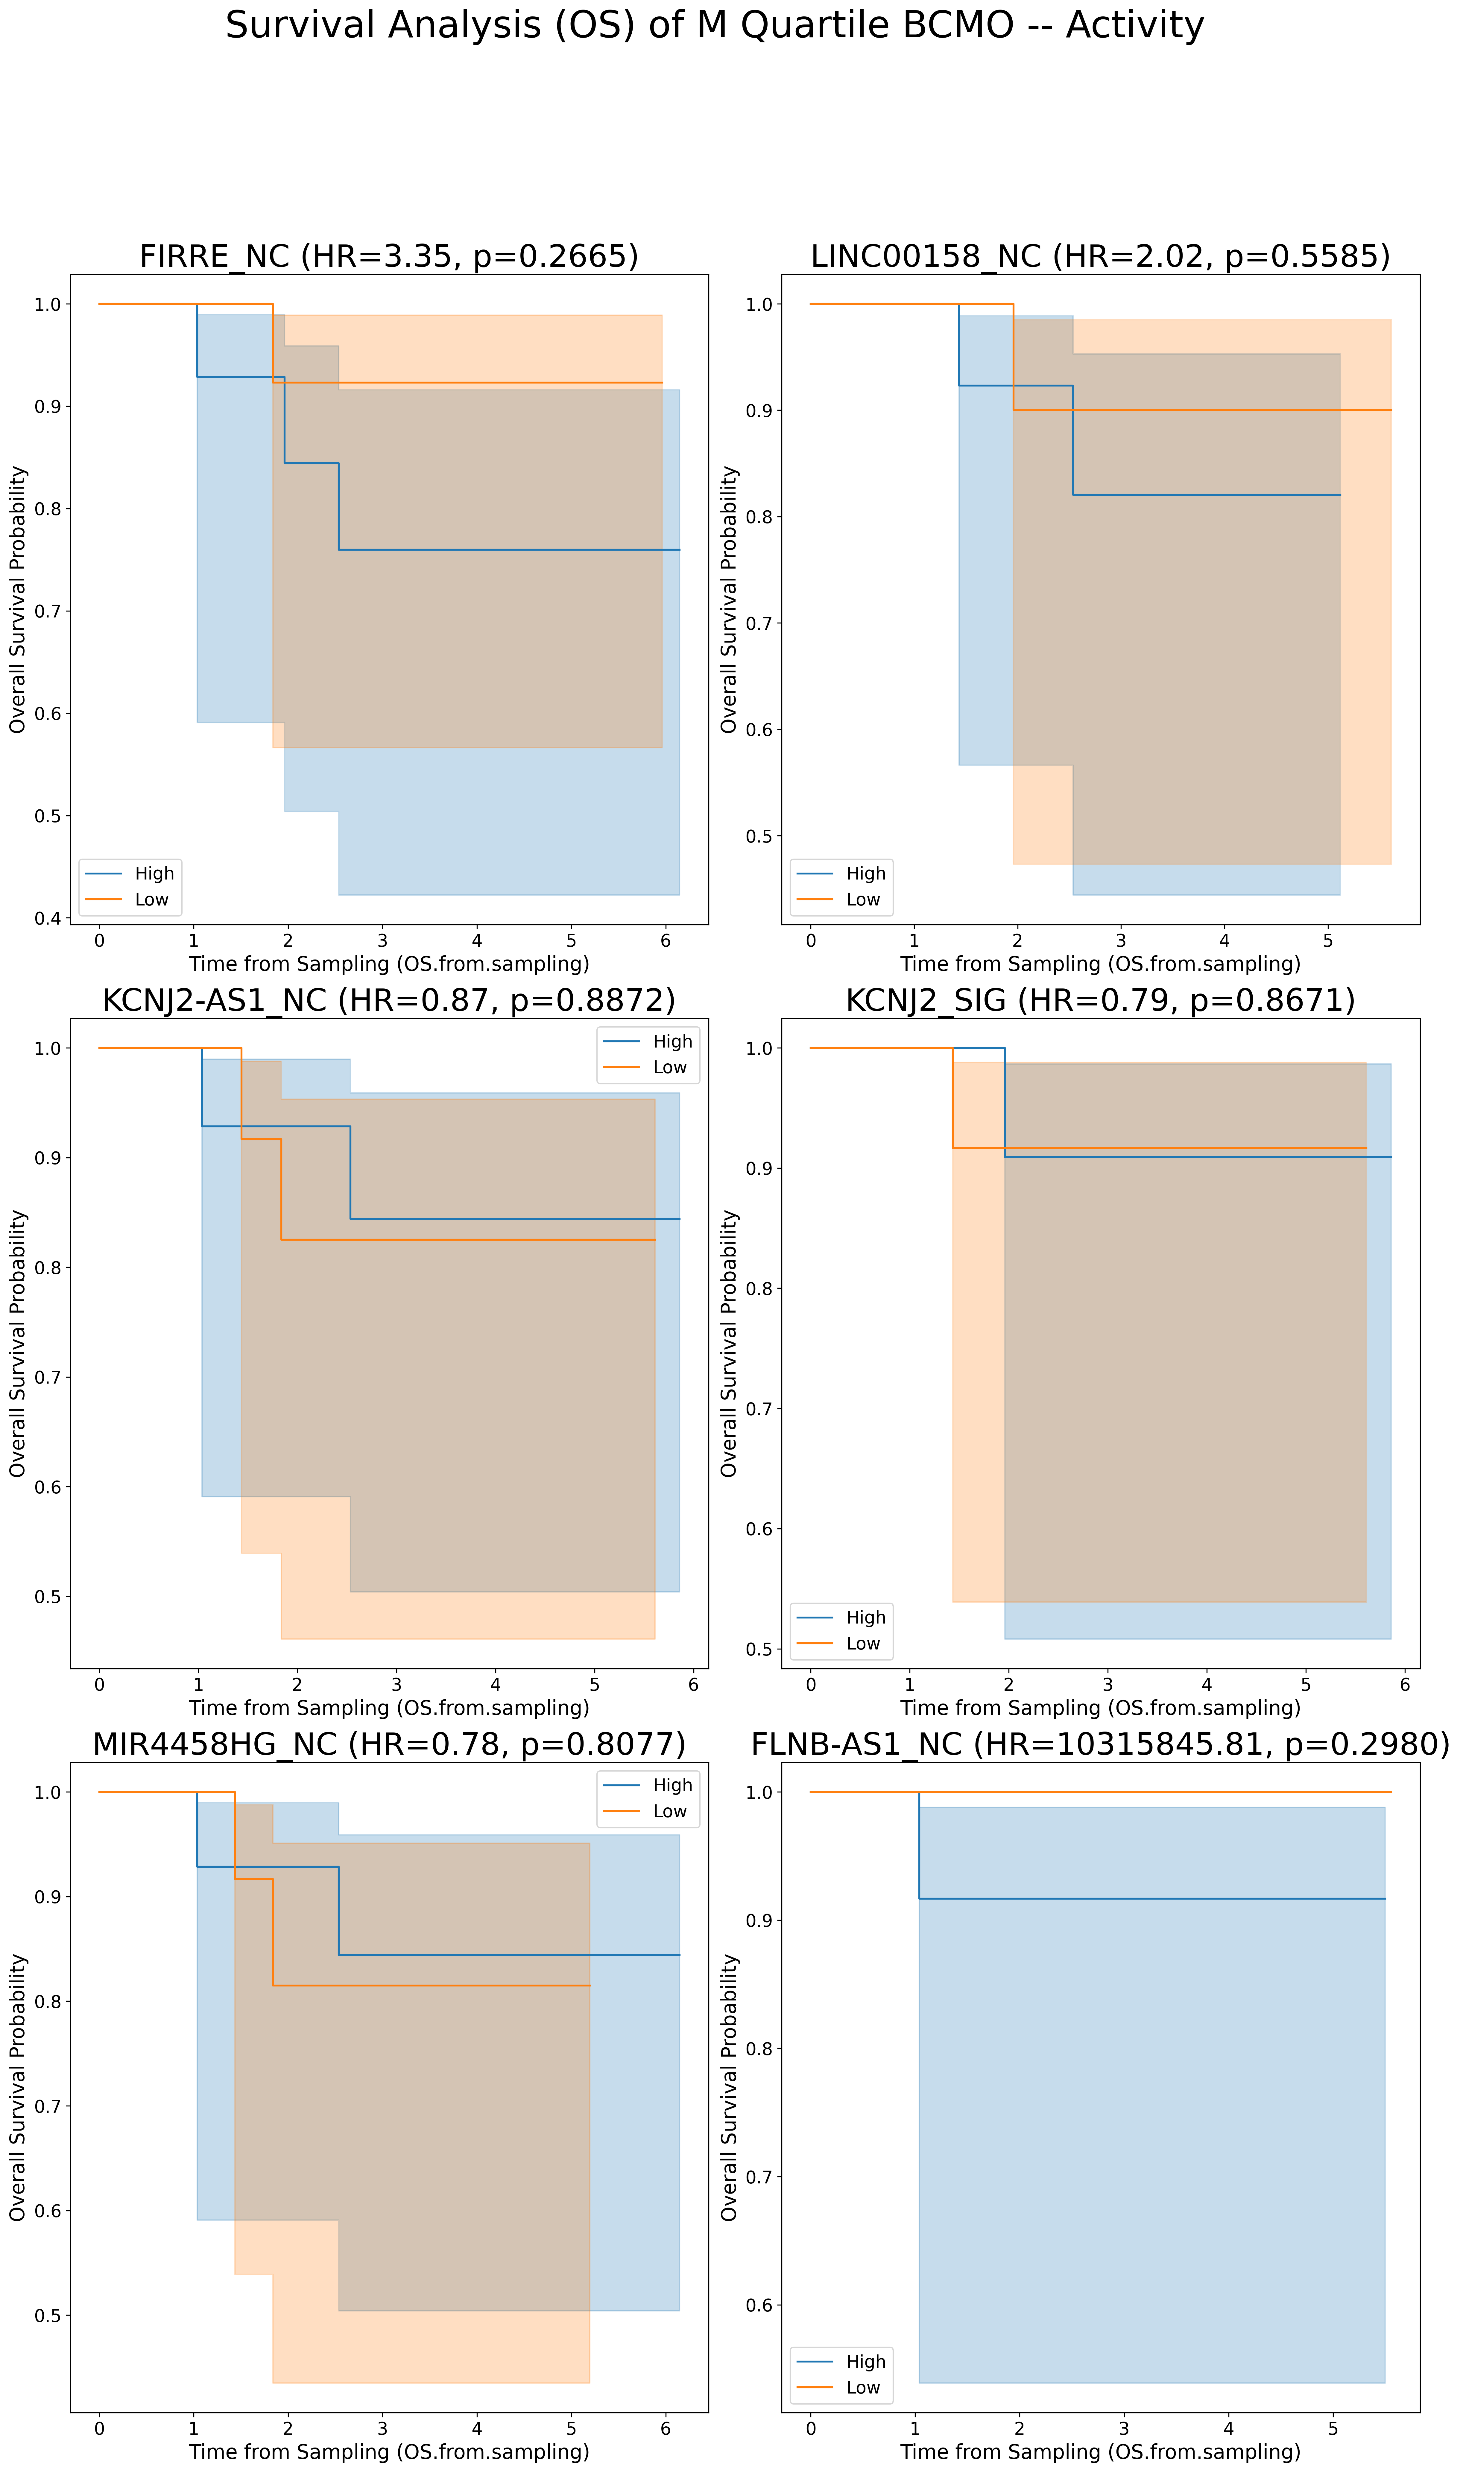 Survival Analysis (OS) of M Quartile BCMO -- Activity
FIRRE_NC (HR=3.35, p=0.2665)
1.0
0.9
0.8
0.7
0.6
0.5
0.4
Overall Survival Probability
High
Low
0 1 2 3 4 5 6
Time from Sampling (OS.from.sampling)
LINC00158_NC (HR=2.02, p=0.5585)
1.0
0.9
0.8
0.7
0.6
0.5
Overall Survival Probability
High
Low
0 1 2 3 4 5
Time from Sampling (OS.from.sampling)
KCNJ2-AS1_NC (HR=0.87, p=0.8872)
High
Low
1.0
0.9
0.8
0.7
0.6
0.5
Overall Survival Probability
0 1 2 3 4 5 6
Time from Sampling (OS.from.sampling)
KCNJ2_SIG (HR=0.79, p=0.8671)
1.0
0.9
0.8
0.7
0.6
0.5
Overall Survival Probability
High
Low
0 1 2 3 4 5 6
Time from Sampling (OS.from.sampling)
MIR4458HG_NC (HR=0.78, p=0.8077)
High
Low
1.0
0.9
0.8
0.7
0.6
0.5
Overall Survival Probability
0 1 2 3 4 5 6
Time from Sampling (OS.from.sampling)
FLNB-AS1_NC (HR=10315845.81, p=0.2980)
1.0
0.9
0.8
0.7
0.6
Overall Survival Probability
High
Low
0 1 2 3 4 5
Time from Sampling (OS.from.sampling)